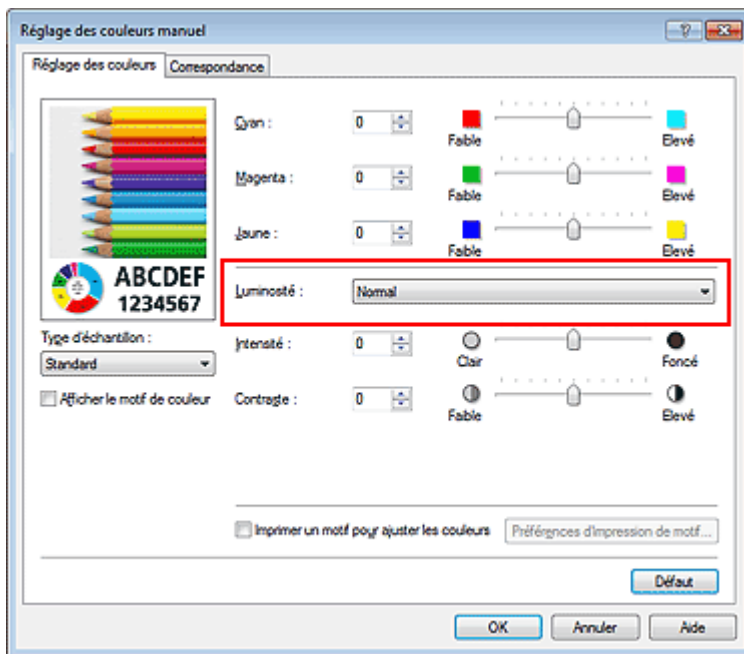 Réglage des couleurs manuel
Réglage des couleurs
Correspondance
Cyan :
0
Faible
Elevé
Magenta :
0
Faible
Elevé
Jaune :
0
Faible
Elevé
ABCDEF
1234567
Luminosité :
Normal
Type d'échantillon :
Standard
Intensité :
0
Clair
Foncé
Afficher le motif de couleur
Contraste :
0
Faible
Elevé
Imprimer un motif pour ajuster les couleurs
Préférences d'impression de motif...
Défaut
OK
Annuler
Aide